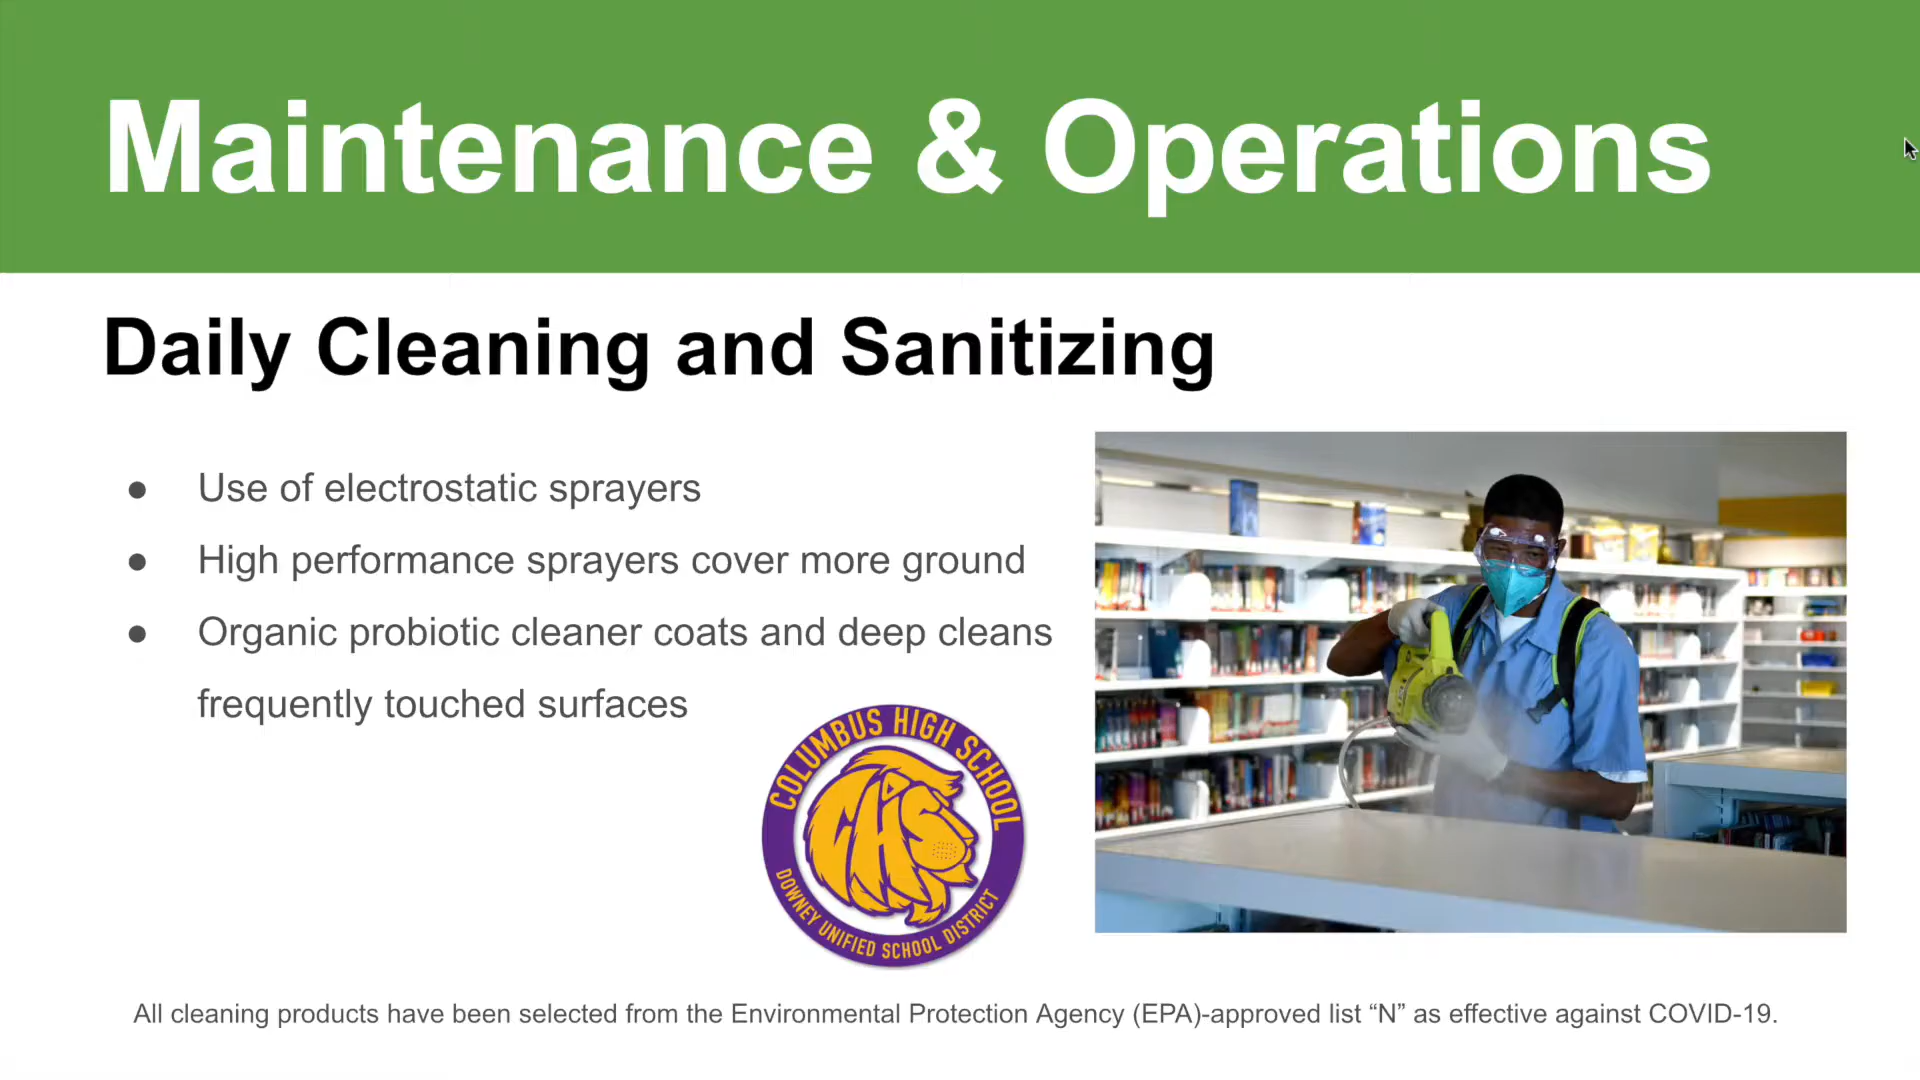 Maintenance & Operations
Daily Cleaning and Sanitizing
● Use of electrostatic sprayers
● High performance sprayers cover more ground
● Organic probiotic cleaner coats and deep cleans
frequently touched surfaces
COLUMBUS HIGH SCHOOL
CHS
DOWNEY UNIFIED SCHOOL DISTRICT
All cleaning products have been selected from the Environmental Protection Agency (EPA)-approved list “N” as effective against COVID-19.